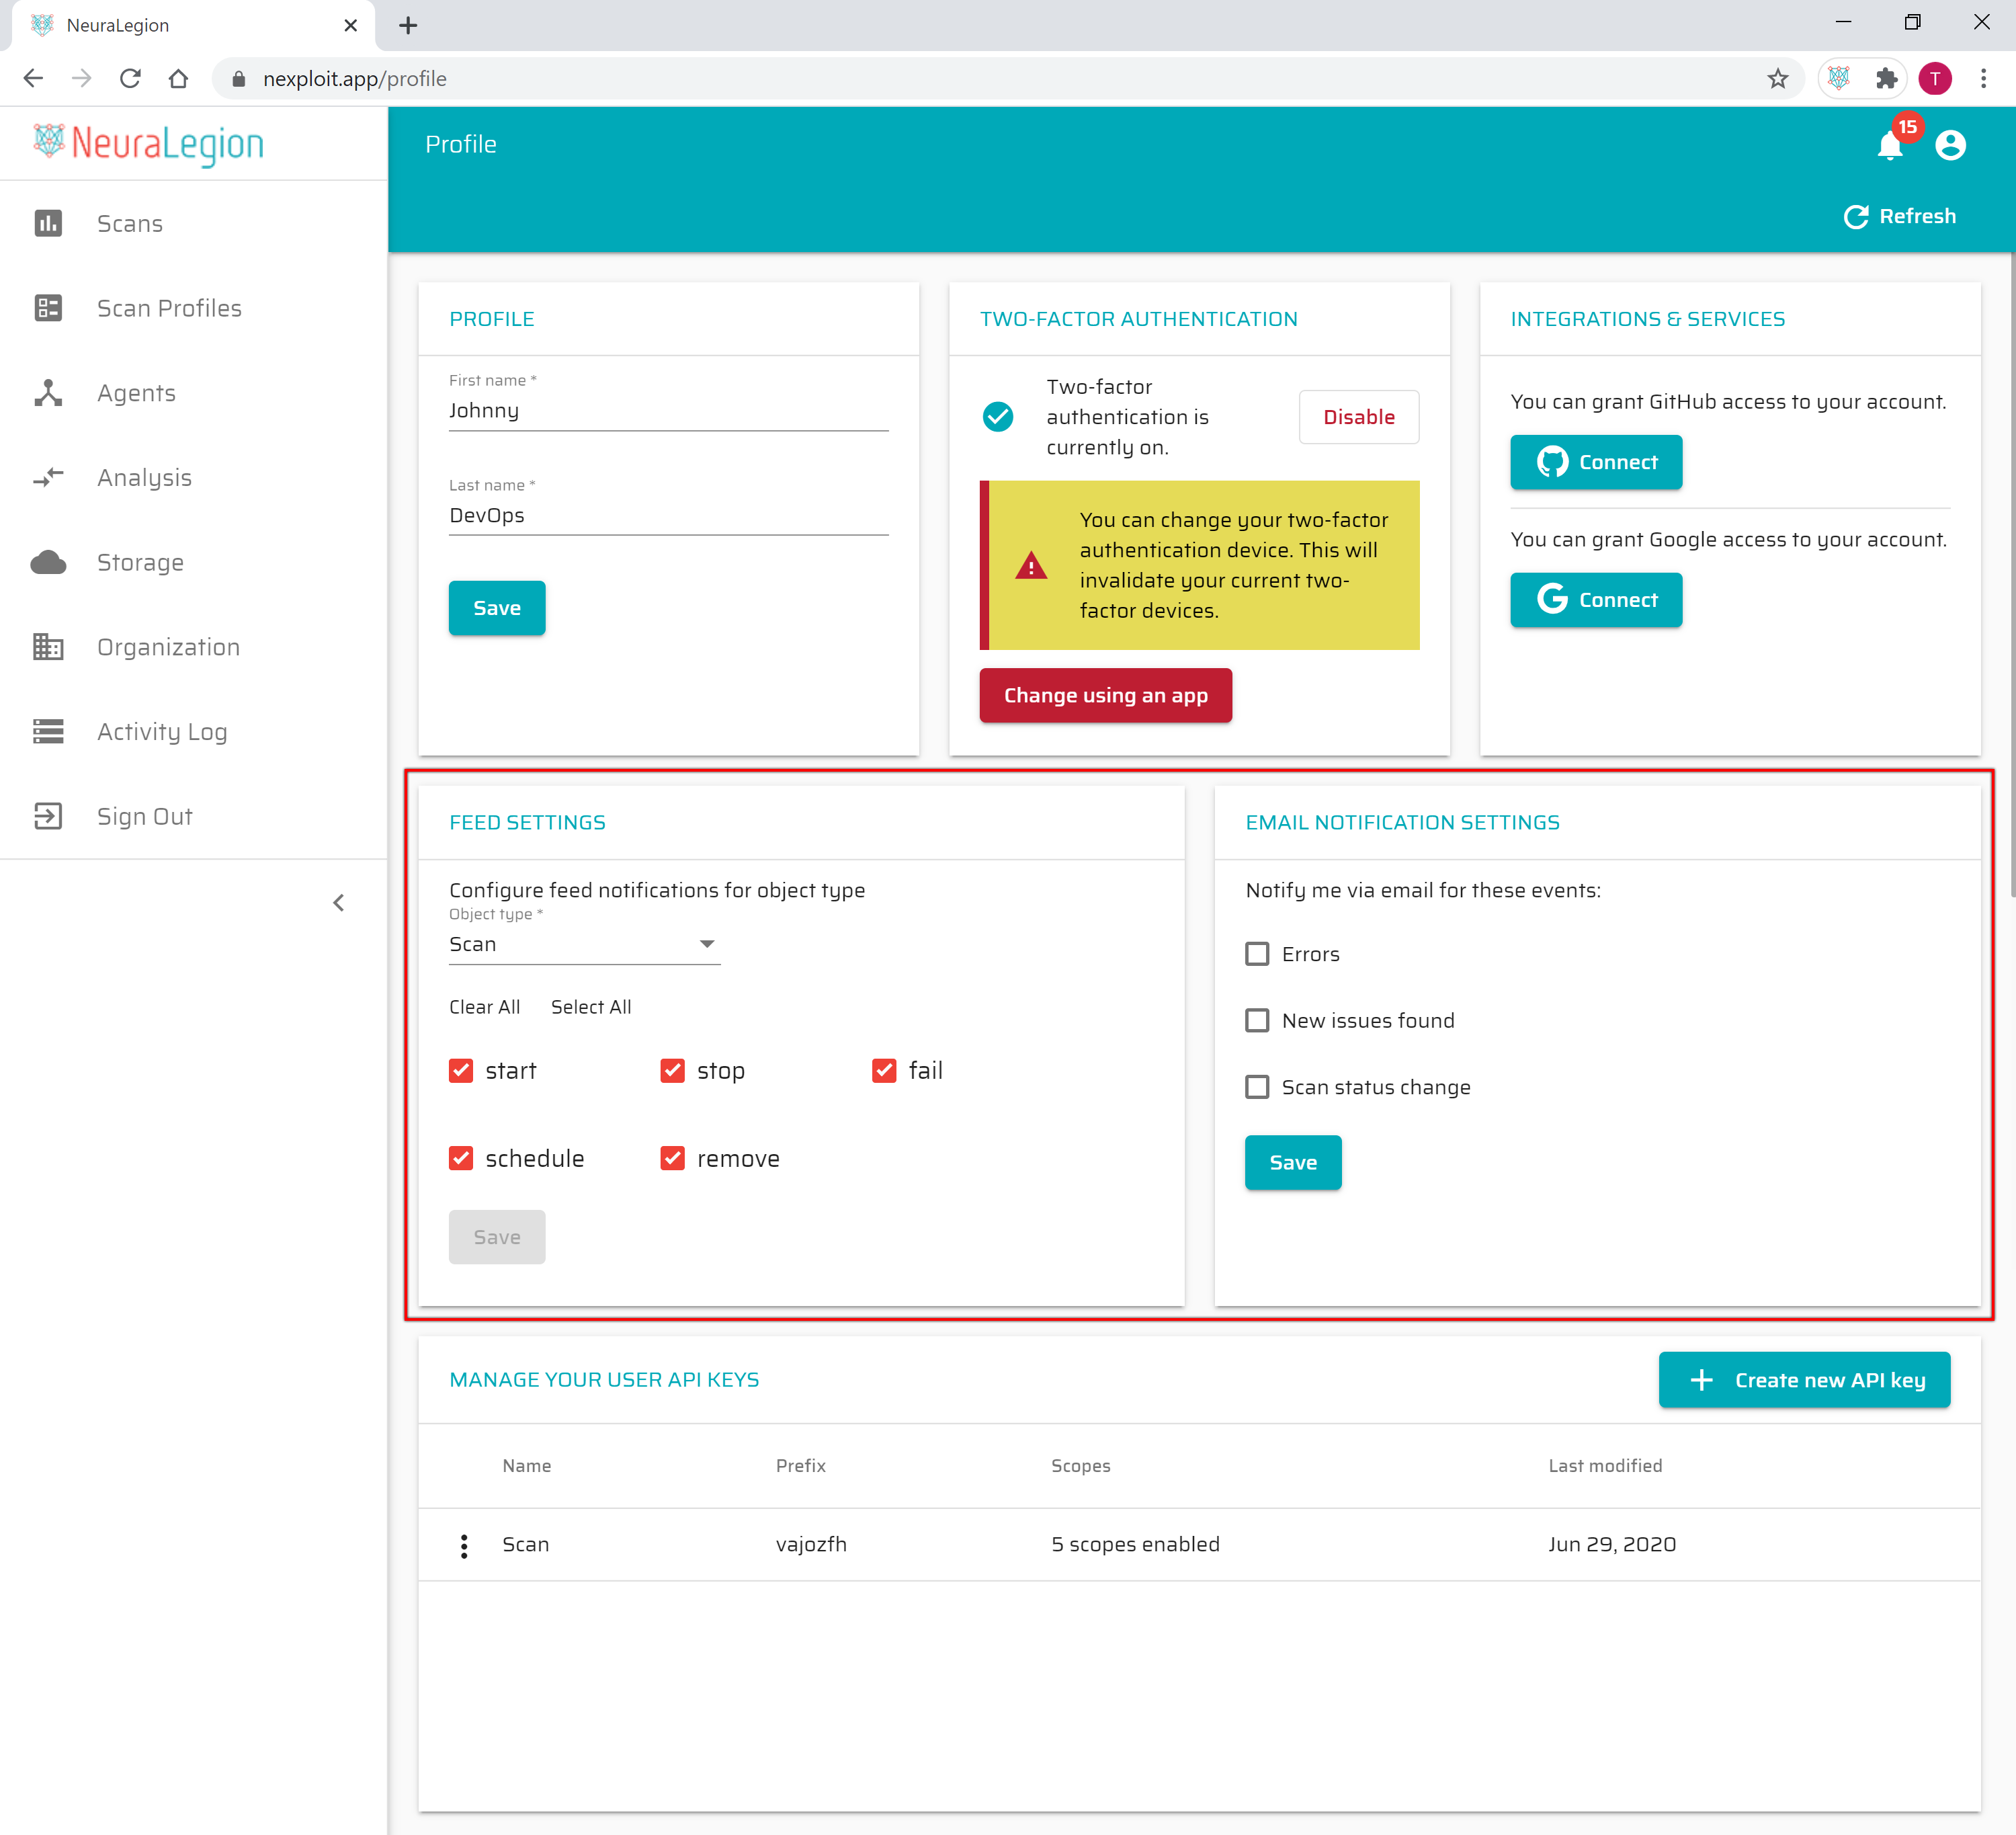 NeuraLegion
nexploit.app/profile
T
NeuraLegion
Profile
15
Refresh
Scans
Scan Profiles
Agents
Analysis
Storage
Organization
Activity Log
Sign Out
PROFILE
First name *
Johnny
Last name *
DevOps
Save
TWO-FACTOR AUTHENTICATION
Two-factor
authentication is
currently on.
Disable
You can change your two-factor
authentication device. This will
invalidate your current two-
factor devices.
Change using an app
INTEGRATIONS & SERVICES
You can grant GitHub access to your account.
Connect
You can grant Google access to your account.
G Connect
FEED SETTINGS
Configure feed notifications for object type
Object type *
Scan
Clear All Select All
start stop fail
schedule remove
Save
EMAIL NOTIFICATION SETTINGS
Notify me via email for these events:
Errors
New issues found
Scan status change
Save
MANAGE YOUR USER API KEYS
Create new API key
Name Prefix Scopes Last modified
Scan vajozfh 5 scopes enabled Jun 29, 2020